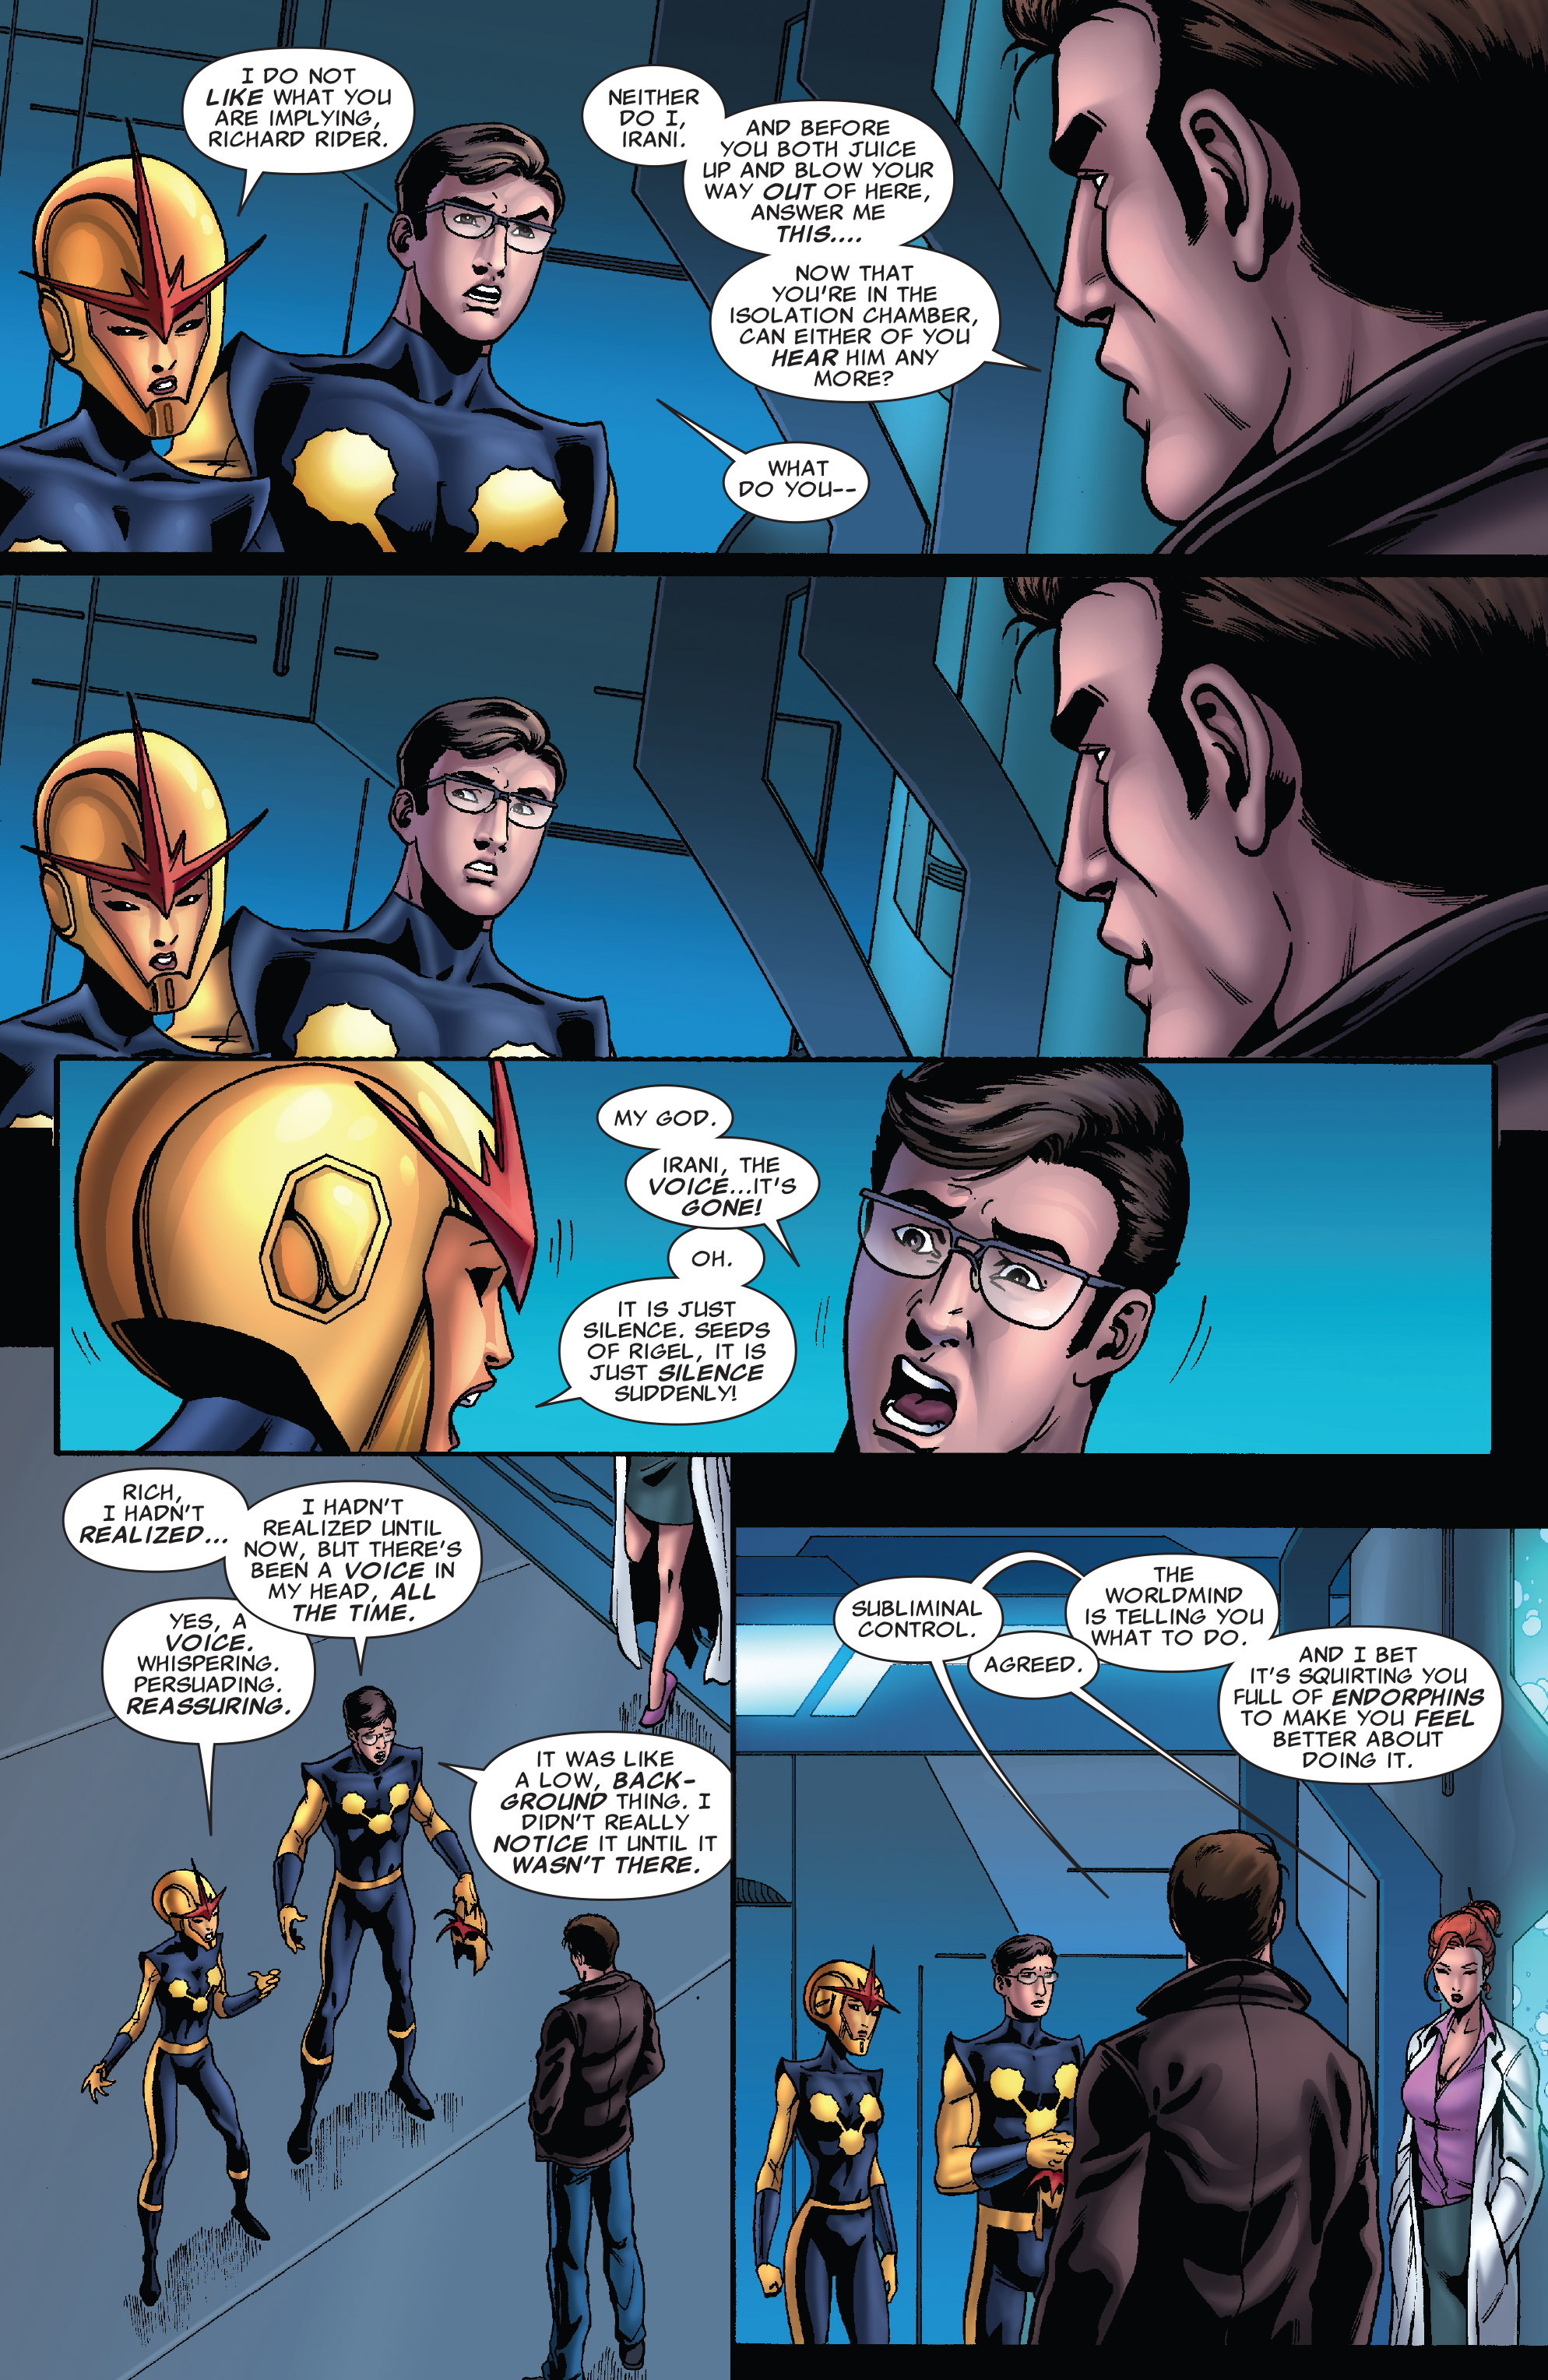 I DO NOT
LIKE WHAT YOU
ARE IMPLYING,
RICHARD RIDER.
NEITHER
DO I,
IRANI.
AND BEFORE
YOU BOTH JUICE
UP AND BLOW YOUR
WAY OUT OF HERE,
ANSWER ME
THIS....
NOW THAT
YOU'RE IN THE
ISOLATION CHAMBER,
CAN EITHER OF YOU
HEAR HIM ANY
MORE?
WHAT
DO YOU--
MY GOD.
IRANI, THE
VOICE...IT'S
GONE!
OH.
IT IS JUST
SILENCE. SEEDS
OF RIGEL, IT IS
JUST SILENCE
SUDDENLY!
RICH,
I HADN'T
REALIZED...
I HADN'T
REALIZED UNTIL
NOW, BUT THERE'S
BEEN A VOICE IN
MY HEAD, ALL
THE TIME.
YES, A
VOICE.
WHISPERING.
PERSUADING.
REASSURING.
IT WAS LIKE
A LOW, BACK-
GROUND THING. I
DIDN'T REALLY
NOTICE IT UNTIL IT
WASN'T THERE.
SUBLIMINAL
CONTROL.
AGREED.
THE
WORLDMIND
IS TELLING YOU
WHAT TO DO.
AND I BET
IT'S SQUIRTING YOU
FULL OF ENDORPHINS
TO MAKE YOU FEEL
BETTER ABOUT
DOING IT.